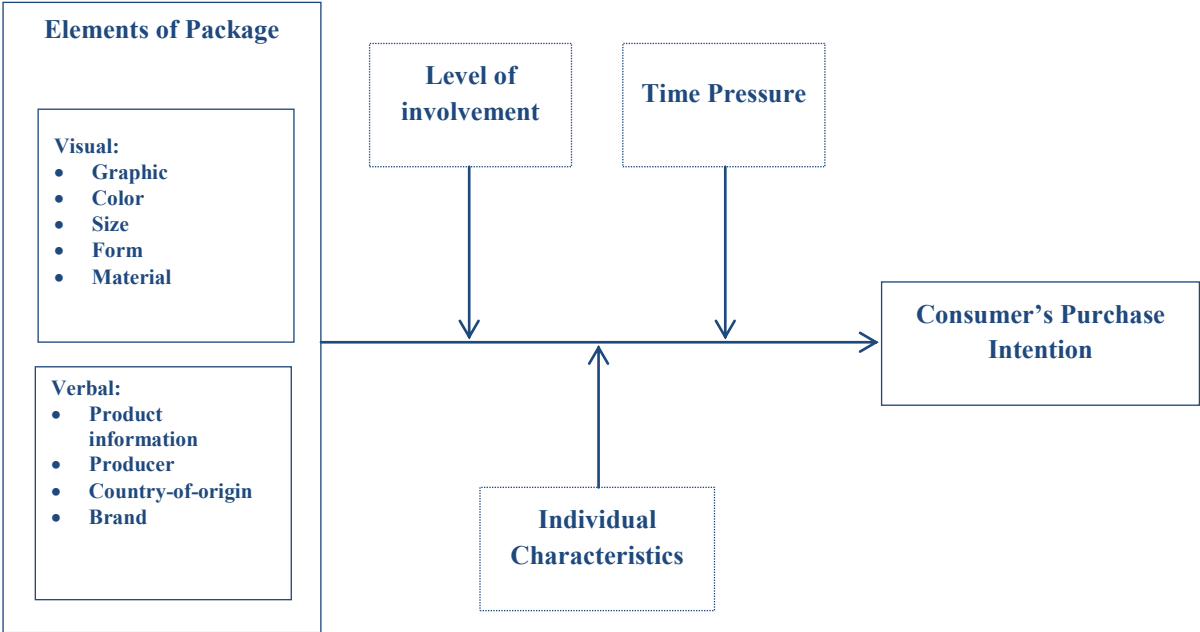 Elements of Package
Visual:
• Graphic
• Color
• Size
• Form
• Material
Verbal:
• Product
information
• Producer
• Country-of-origin
• Brand
Level of
involvement
Time Pressure
Individual
Characteristics
Consumer’s Purchase
Intention